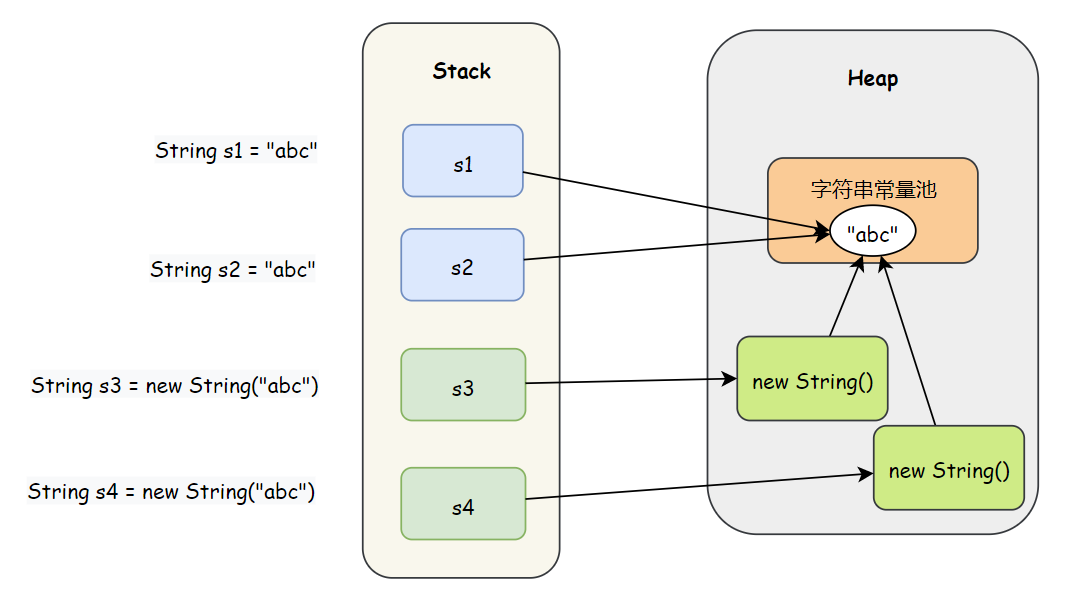 Stack
Heap
String s1 = "abc"
s1
字符串常量池
"abc"
String s2 = "abc"
s2
String s3 = new String("abc")
s3
new String()
String s4 = new String("abc")
s4
new String()